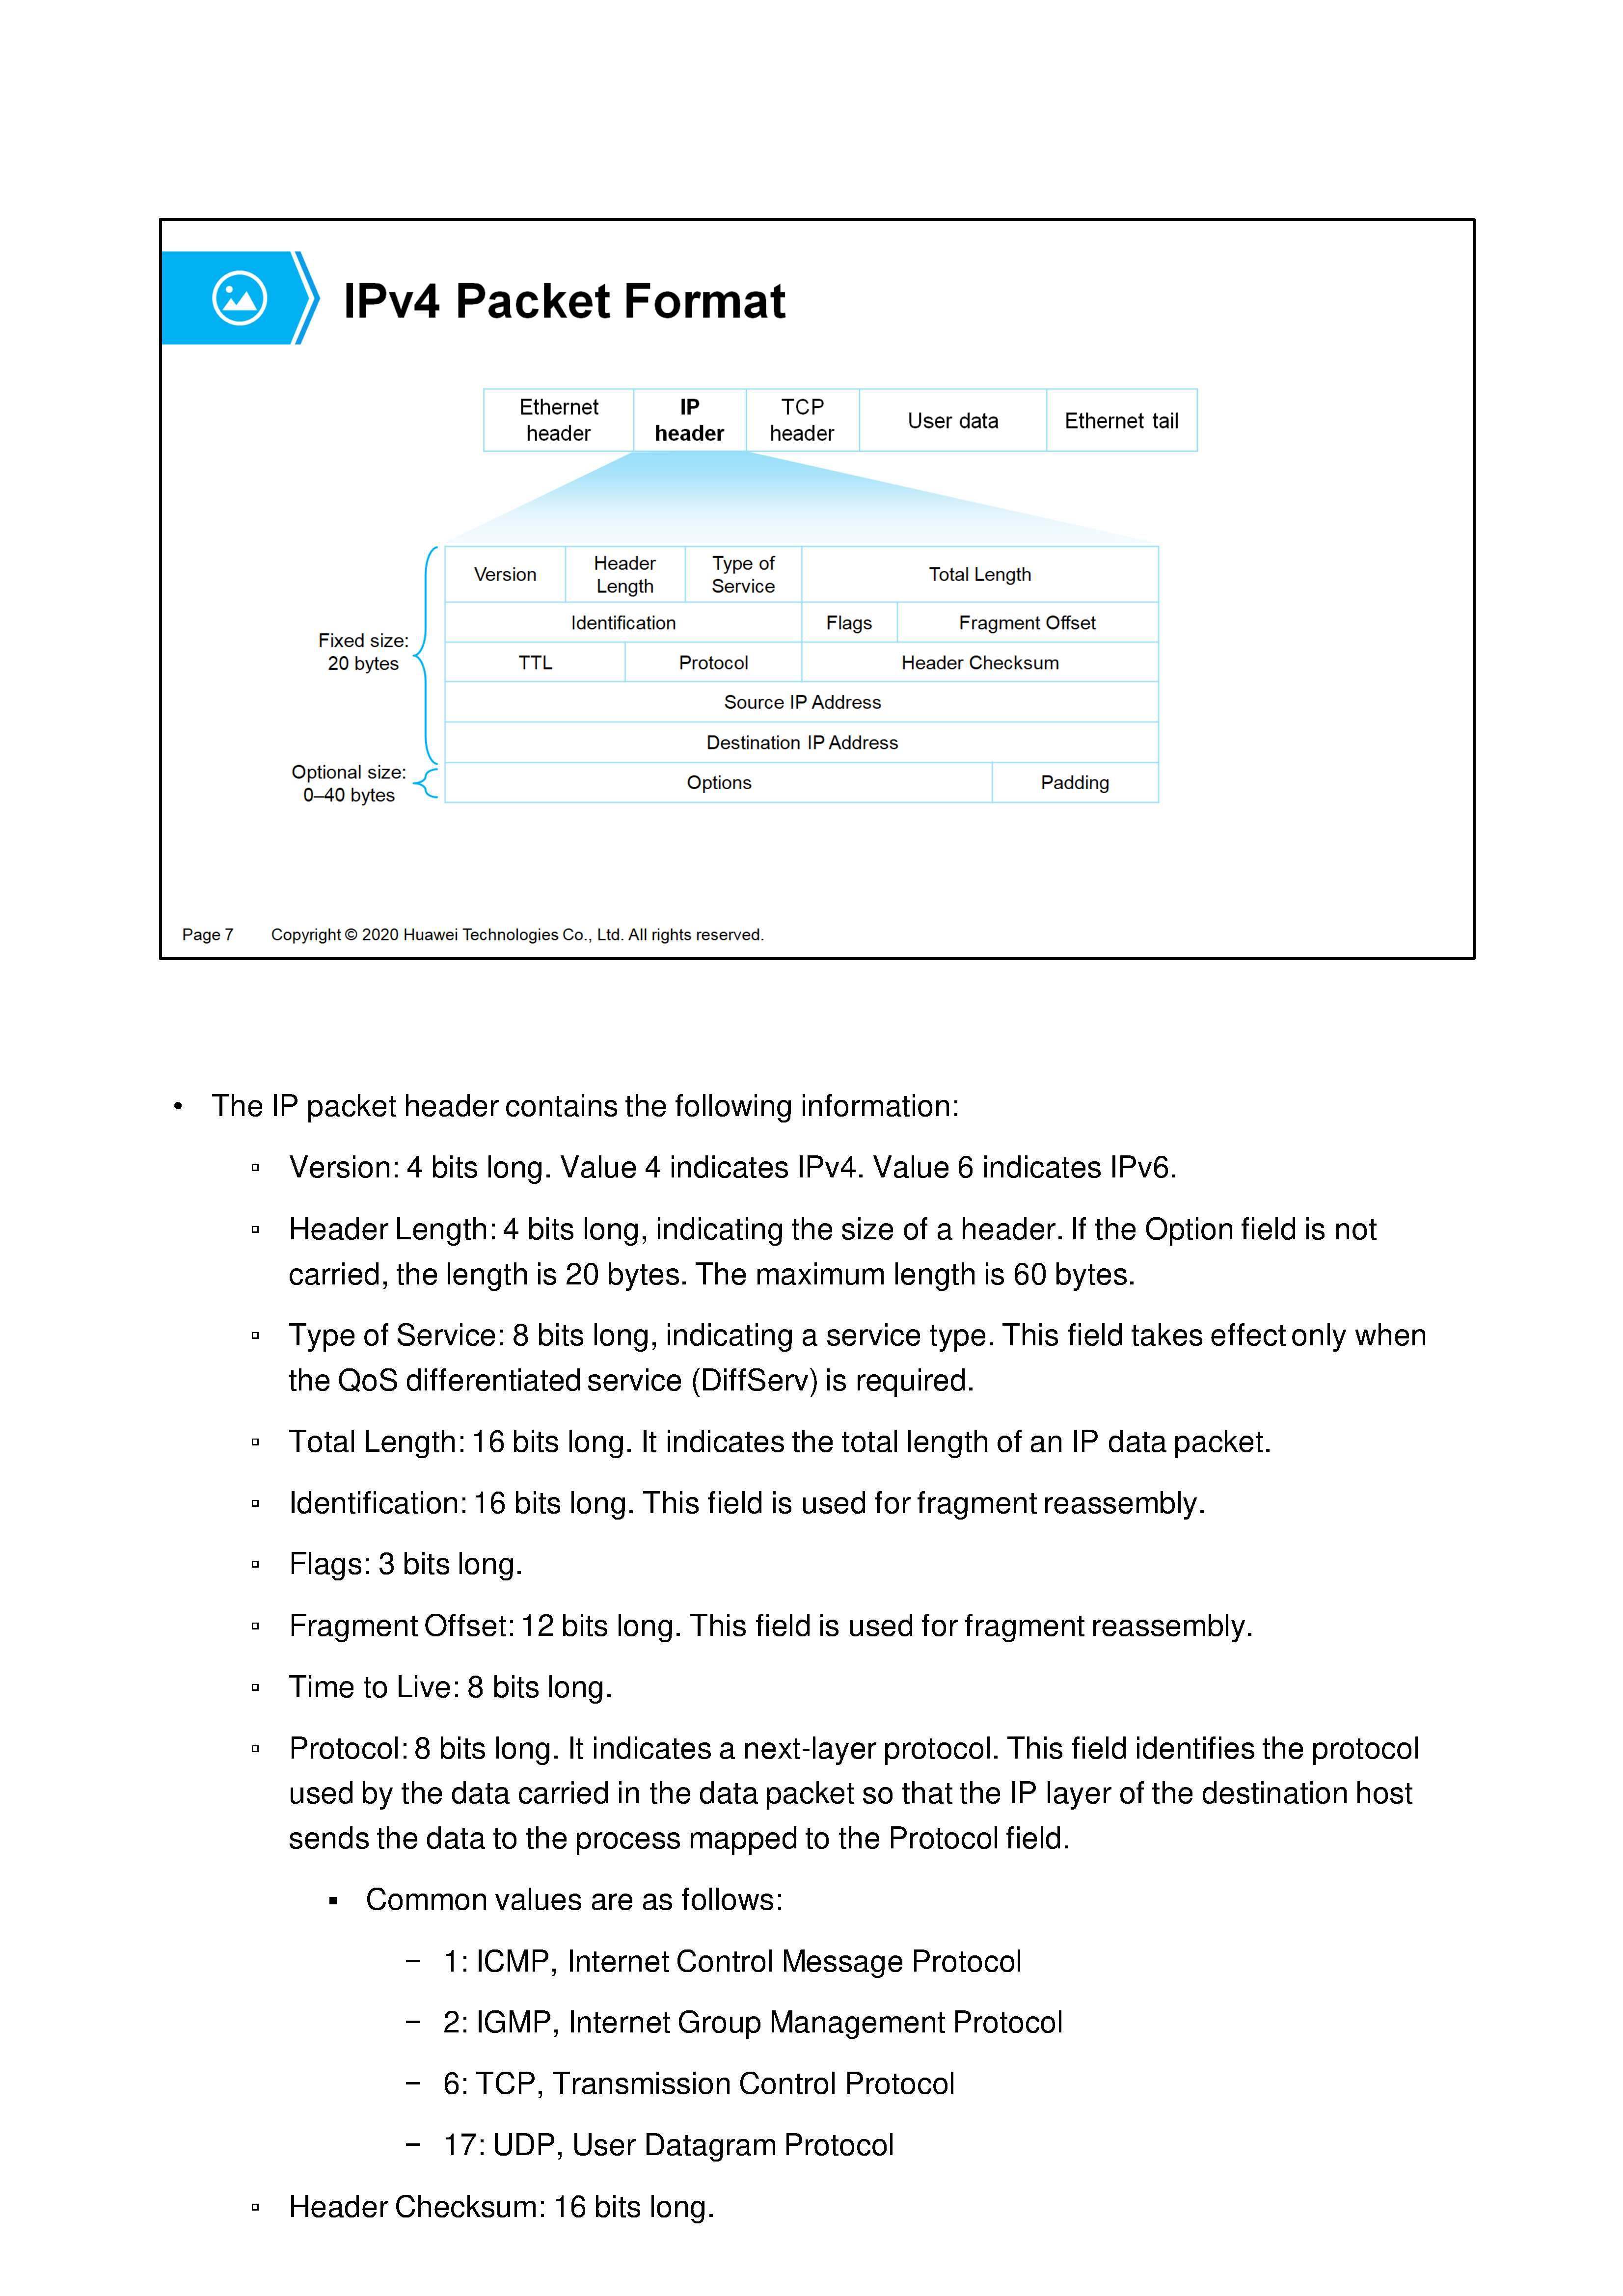 IPv4 Packet Format
Ethernet
header
IP
header
TCP
header
User data
Ethernet tail
Version
Header
Length
Type of
Service
Total Length
Identification
Flags
Fragment Offset
Fixed size:
20 bytes
TTL
Protocol
Header Checksum
Source IP Address
Destination IP Address
Optional size:
0–40 bytes
Options
Padding
Page 7 Copyright © 2020 Huawei Technologies Co., Ltd. All rights reserved.
• The IP packet header contains the following information:
▫ Version: 4 bits long. Value 4 indicates IPv4. Value 6 indicates IPv6.
▫ Header Length: 4 bits long, indicating the size of a header. If the Option field is not
carried, the length is 20 bytes. The maximum length is 60 bytes.
▫ Type of Service: 8 bits long, indicating a service type. This field takes effect only when
the QoS differentiated service (DiffServ) is required.
▫ Total Length: 16 bits long. It indicates the total length of an IP data packet.
▫ Identification: 16 bits long. This field is used for fragment reassembly.
▫ Flags: 3 bits long.
▫ Fragment Offset: 12 bits long. This field is used for fragment reassembly.
▫ Time to Live: 8 bits long.
▫ Protocol: 8 bits long. It indicates a next-layer protocol. This field identifies the protocol
used by the data carried in the data packet so that the IP layer of the destination host
sends the data to the process mapped to the Protocol field.
▪ Common values are as follows:
− 1: ICMP, Internet Control Message Protocol
− 2: IGMP, Internet Group Management Protocol
− 6: TCP, Transmission Control Protocol
− 17: UDP, User Datagram Protocol
▫ Header Checksum: 16 bits long.